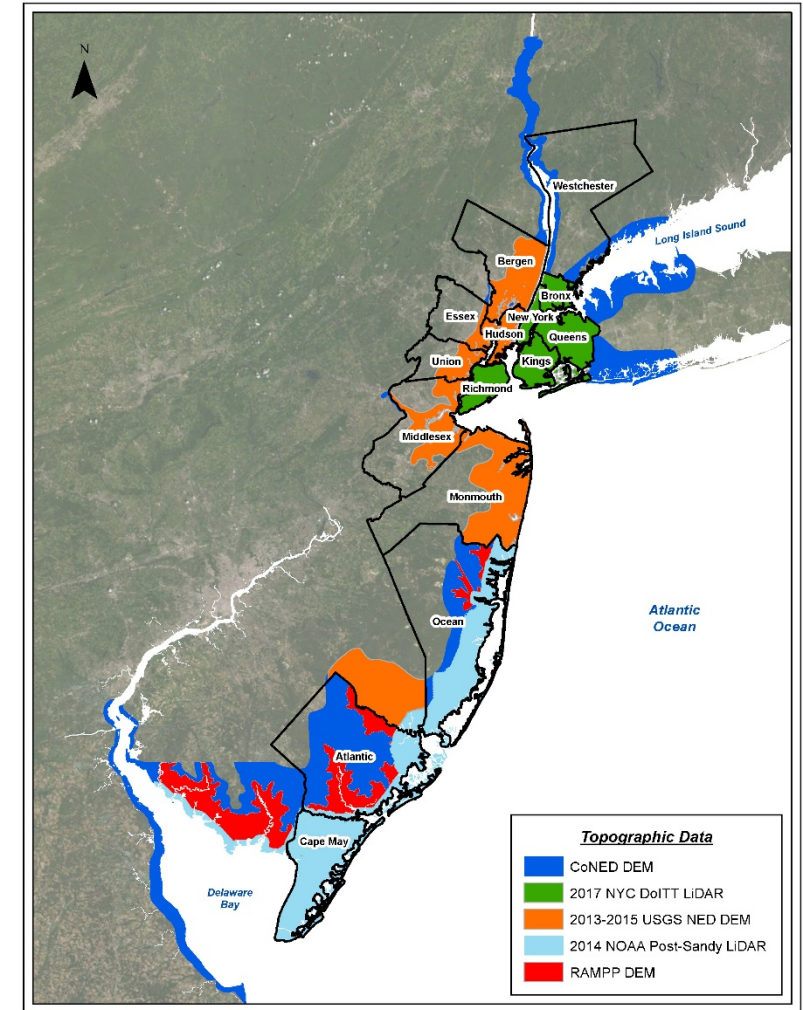 N
Westchester
Long Island Sound
Bergen
Bronx
Essex
New York
Hudson
Queens
Union
Kings
Richmond
Middlesex
Monmouth
Atlantic
Ocean
Ocean
Atlantic
Cape May
Delaware
Bay
Topographic Data
CoNED DEM
2017 NYC DoITT LiDAR
2013-2015 USGS NED DEM
2014 NOAA Post-Sandy LiDAR
RAMPP DEM